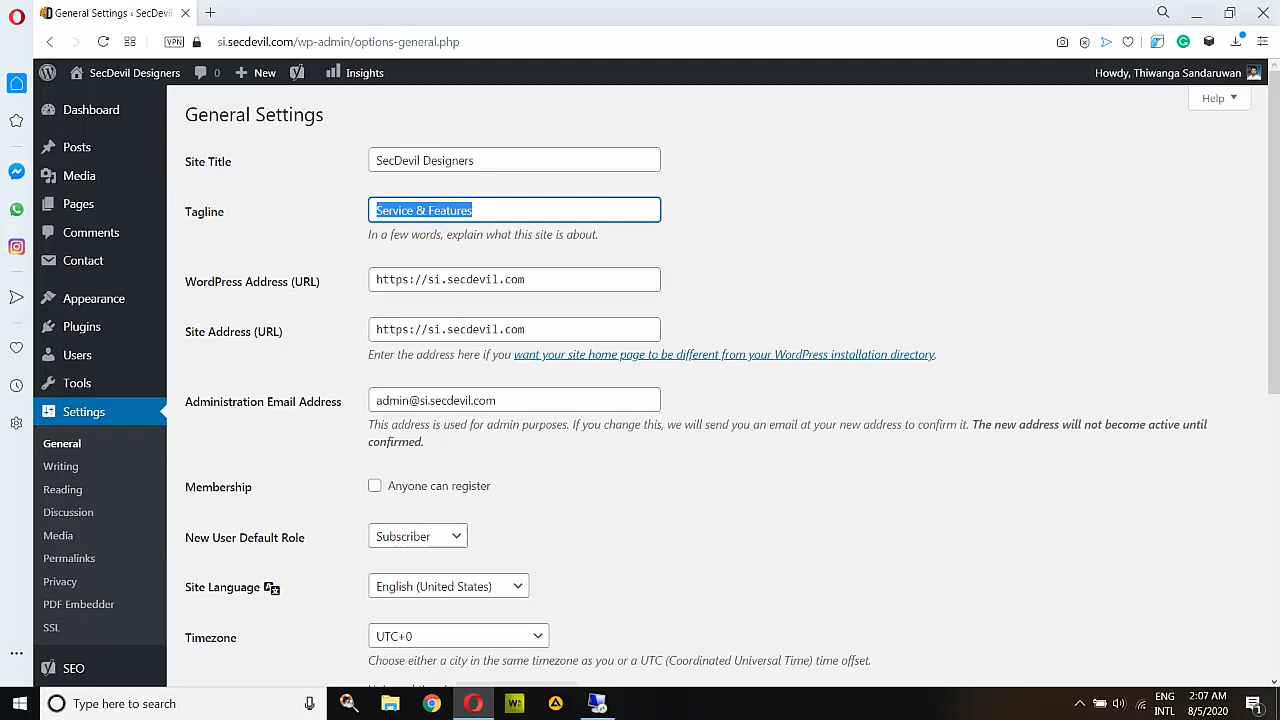 General Settings ‹ SecDevil
VPN
si.secdevil.com/wp-admin/options-general.php
SecDevil Designers
0
New
Insights
Howdy, Thiwanga Sandaruwan
Dashboard
Posts
Media
Pages
Comments
Contact
Appearance
Plugins
Users
Tools
Settings
General
Writing
Reading
Discussion
Media
Permalinks
Privacy
PDF Embedder
SSL
SEO
Help
General Settings
Site Title
SecDevil Designers
Tagline
Service & Features
In a few words, explain what this site is about.
WordPress Address (URL)
https://si.secdevil.com
Site Address (URL)
https://si.secdevil.com
Enter the address here if you want your site home page to be different from your WordPress installation directory.
Administration Email Address
admin@si.secdevil.com
This address is used for admin purposes. If you change this, we will send you an email at your new address to confirm it. The new address will not become active until
confirmed.
Membership
Anyone can register
New User Default Role
Subscriber
Site Language
English (United States)
Timezone
UTC+0
Choose either a city in the same timezone as you or a UTC (Coordinated Universal Time) time offset.
Type here to search
ENG
INTL
2:07 AM
8/5/2020
1